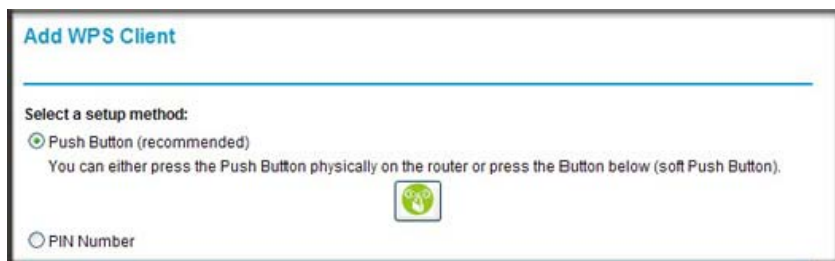 Add WPS Client
Select a setup method:
Push Button (recommended)
You can either press the Push Button physically on the router or press the Button below (soft Push Button).
PIN Number